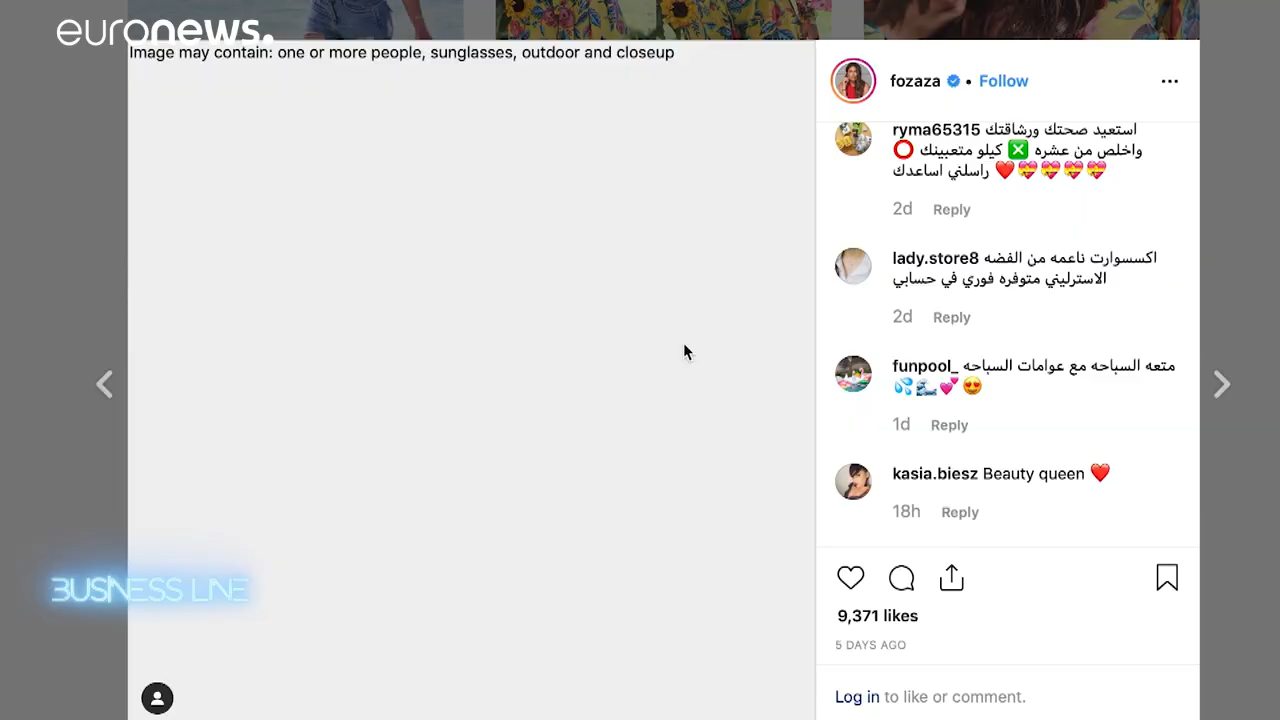 euronews.
Image may contain: one or more people, sunglasses, outdoor and closeup
fozaza • Follow
ryma65315 استعيد صحتك ورشاقتك
واخلص من عشره ❎ كيلو متعبينك ⭕
راسلني اساعدك ❤️💝💝💝💝
2d Reply
lady.store8 اكسسوارت ناعمه من الفضه
الاسترليني متوفره فوري في حسابي
2d Reply
funpool_ متعه السباحه مع عوامات السباحه
💦🌊💕😍
1d Reply
kasia.biesz Beauty queen ❤️
18h Reply
BUSINESS LINE
9,371 likes
5 DAYS AGO
Log in to like or comment.